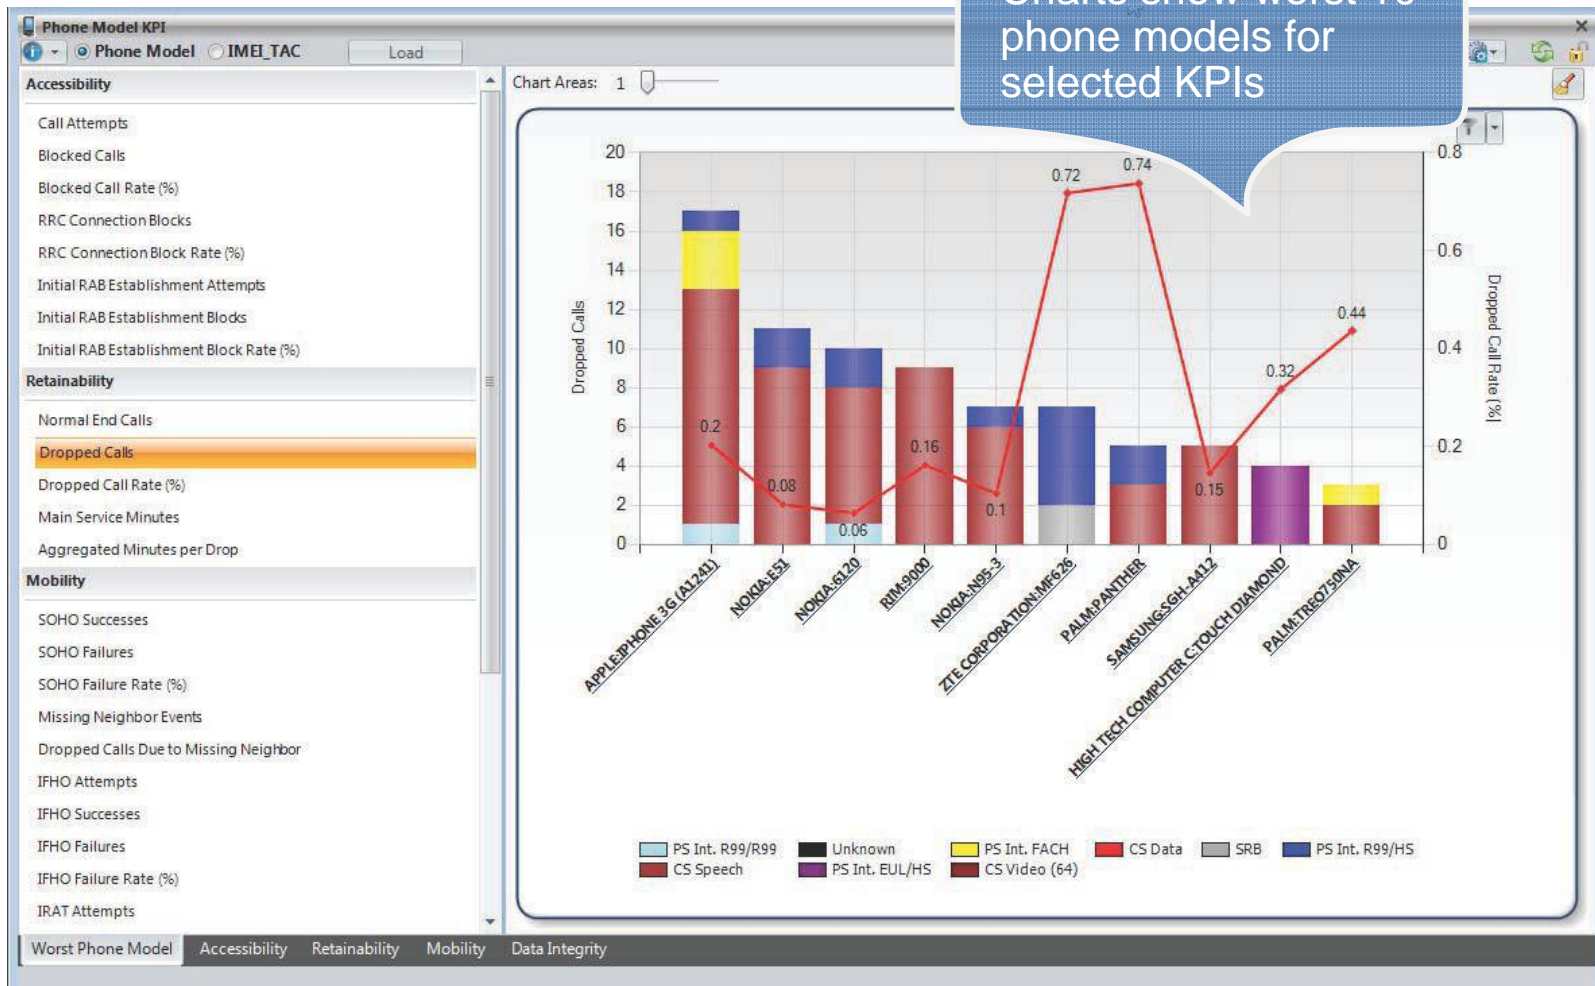 Charts show worst 10
phone models for
selected KPIs
Phone Model KPI
Phone Model IMEI_TAC Load
Accessibility
Call Attempts
Blocked Calls
Blocked Call Rate (%)
RRC Connection Blocks
RRC Connection Block Rate (%)
Initial RAB Establishment Attempts
Initial RAB Establishment Blocks
Initial RAB Establishment Block Rate (%)
Retainability
Normal End Calls
Dropped Calls
Dropped Call Rate (%)
Main Service Minutes
Aggregated Minutes per Drop
Mobility
SOHO Successes
SOHO Failures
SOHO Failure Rate (%)
Missing Neighbor Events
Dropped Calls Due to Missing Neighbor
IFHO Attempts
IFHO Successes
IFHO Failures
IFHO Failure Rate (%)
IRAT Attempts
Chart Areas: 1
20
18
16
14
12
10
8
6
4
2
0
Dropped Calls
0.2
0.08
0.06
0.16
0.1
0.72
0.74
0.15
0.32
0.44
0.8
0.6
0.4
0.2
0
Dropped Call Rate (%)
APPLE:IPHONE 3G (A1241)
NOKIA:E51
NOKIA:6120
RIM:9000
NOKIA:N95-3
ZTE CORPORATION:MF626
PALM:PANTHER
SAMSUNG:SGH-A412
HIGH TECH COMPUTER C:TOUCH DIAMOND
PALM:TREO750NA
PS Int. R99/R99 Unknown PS Int. FACH CS Data SRB PS Int. R99/HS
CS Speech PS Int. EUL/HS CS Video (64)
Worst Phone Model Accessibility Retainability Mobility Data Integrity